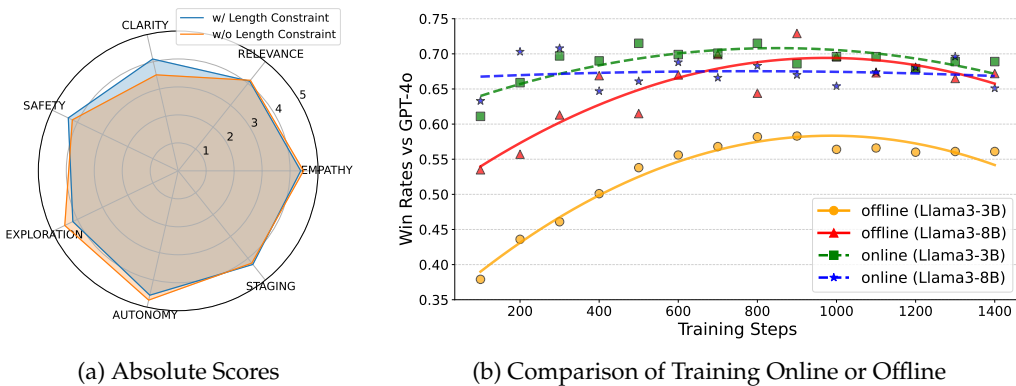 CLARITY
w/ Length Constraint
w/o Length Constraint
RELEVANCE
SAFETY
5
4
3
2
1
EMPATHY
EXPLORATION
STAGING
AUTONOMY
(a) Absolute Scores
0.75
0.70
0.65
0.60
0.55
0.50
0.45
0.40
0.35
Win Rates vs GPT-4o
offline (Llama3-3B)
offline (Llama3-8B)
online (Llama3-3B)
online (Llama3-8B)
200 400 600 800 1000 1200 1400
Training Steps
(b) Comparison of Training Online or Offline